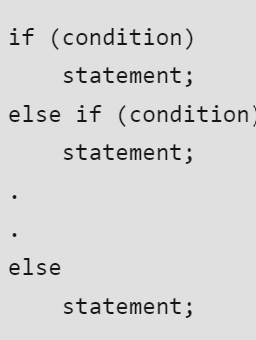 if (condition)
    statement;
else if (condition)
    statement;
.
.
else
    statement;